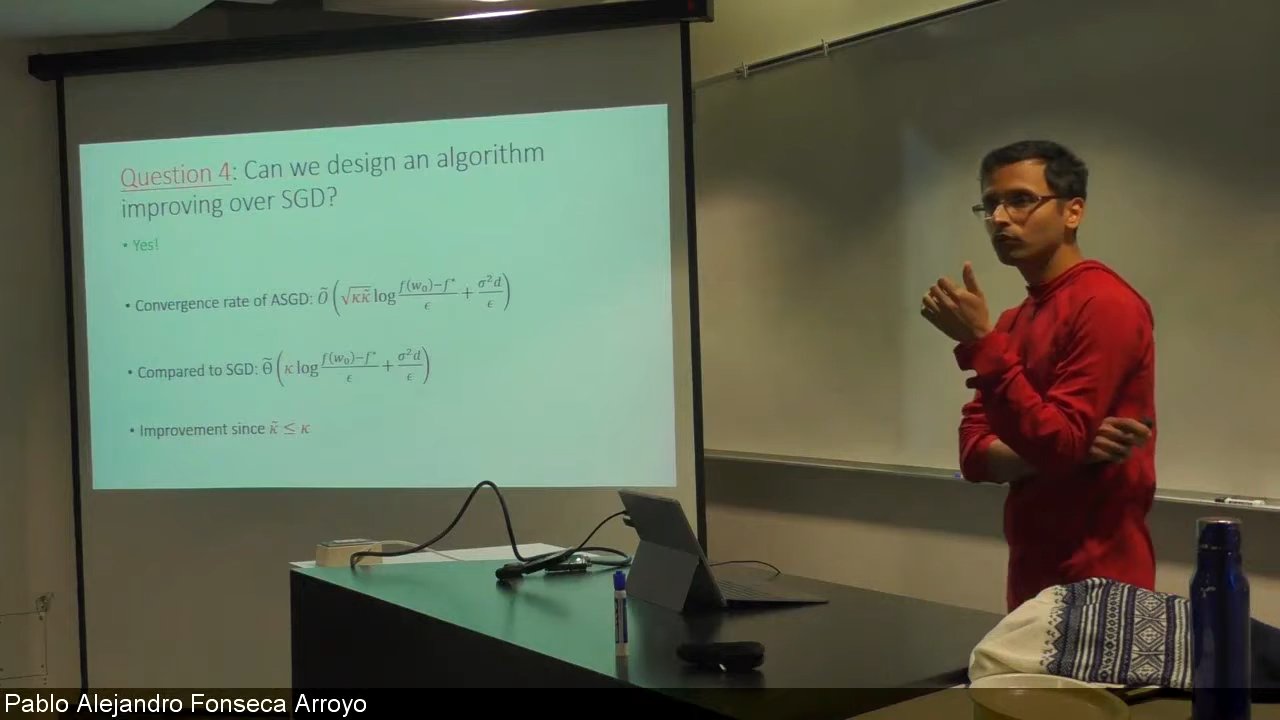 Question 4: Can we design an algorithm
improving over SGD?
• Yes!
• Convergence rate of ASGD: Õ(√κκ̃ log (f(w₀)−f*)/ϵ + σ²d/ϵ)
• Compared to SGD: Θ̃(κ log (f(w₀)−f*)/ϵ + σ²d/ϵ)
• Improvement since κ̃ ≤ κ
Pablo Alejandro Fonseca Arroyo